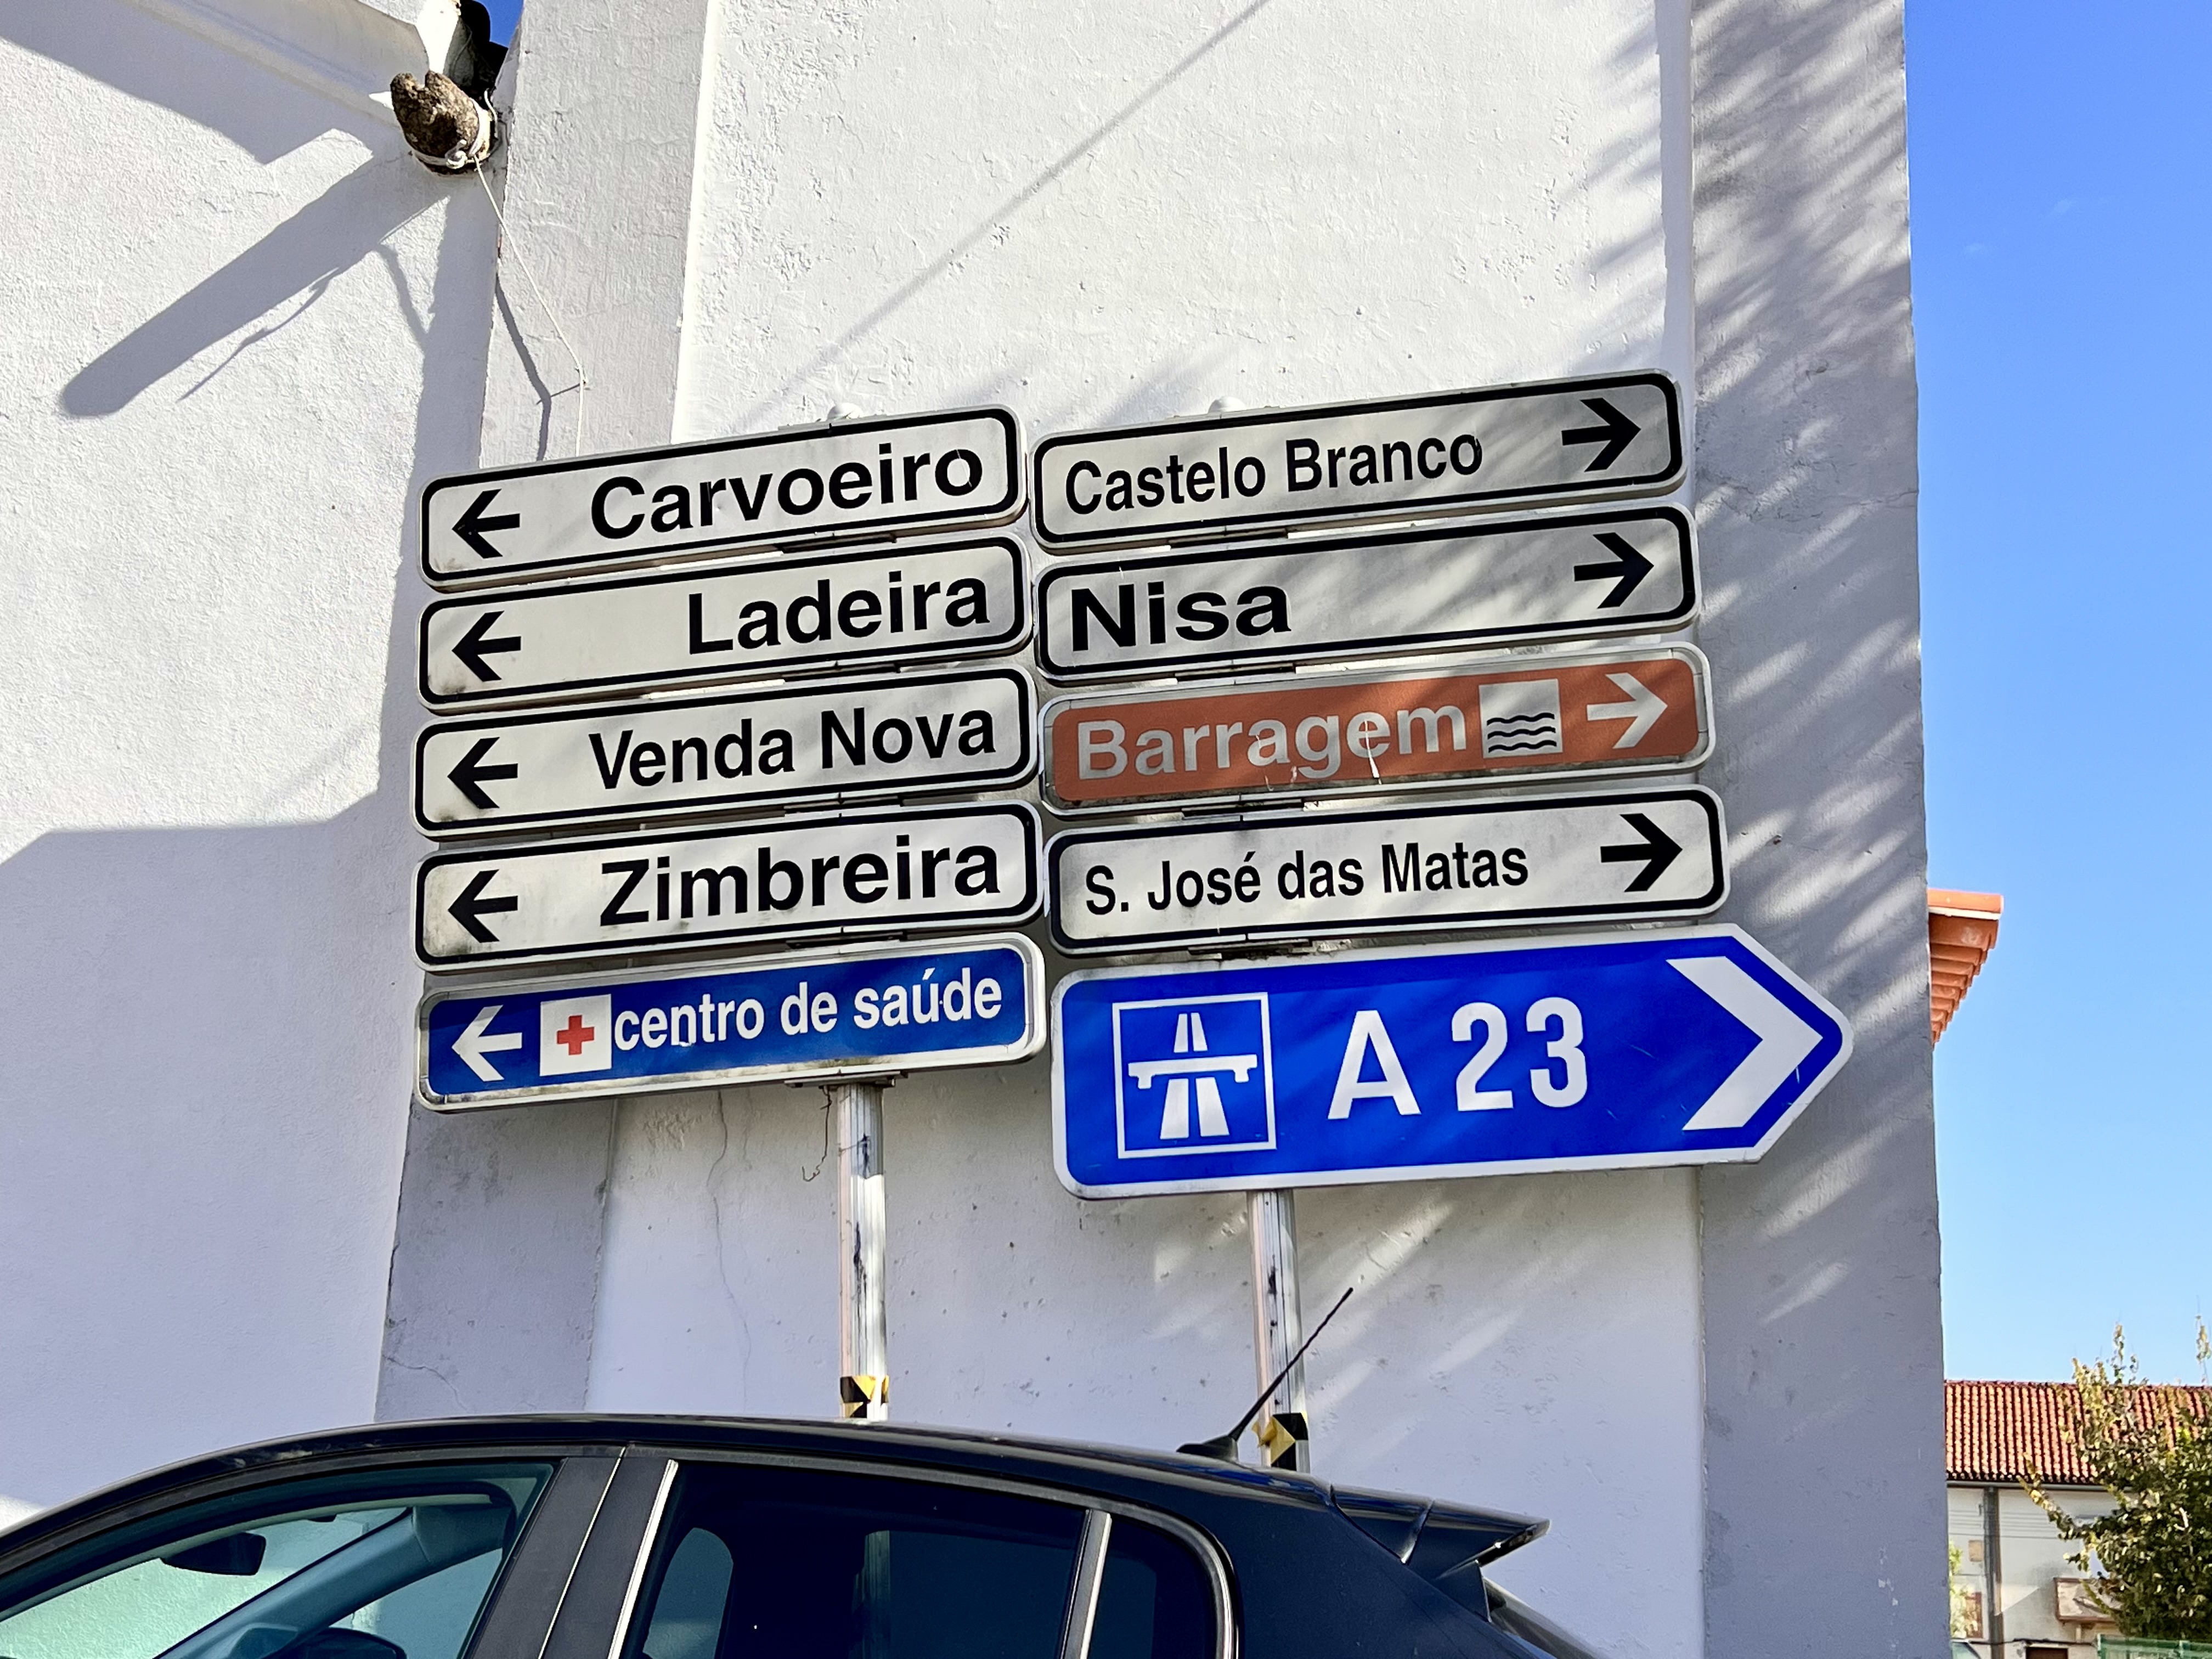 Carvoeiro
Ladeira
Venda Nova
Zimbreira
centro de saúde
Castelo Branco
Nisa
Barragem
S. José das Matas
A 23